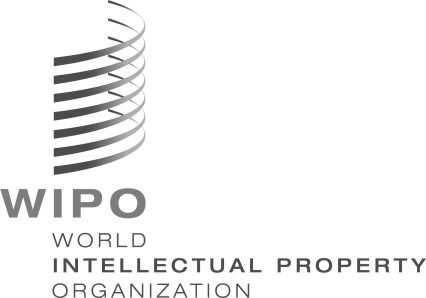 WIPO
WORLD
INTELLECTUAL PROPERTY
ORGANIZATION